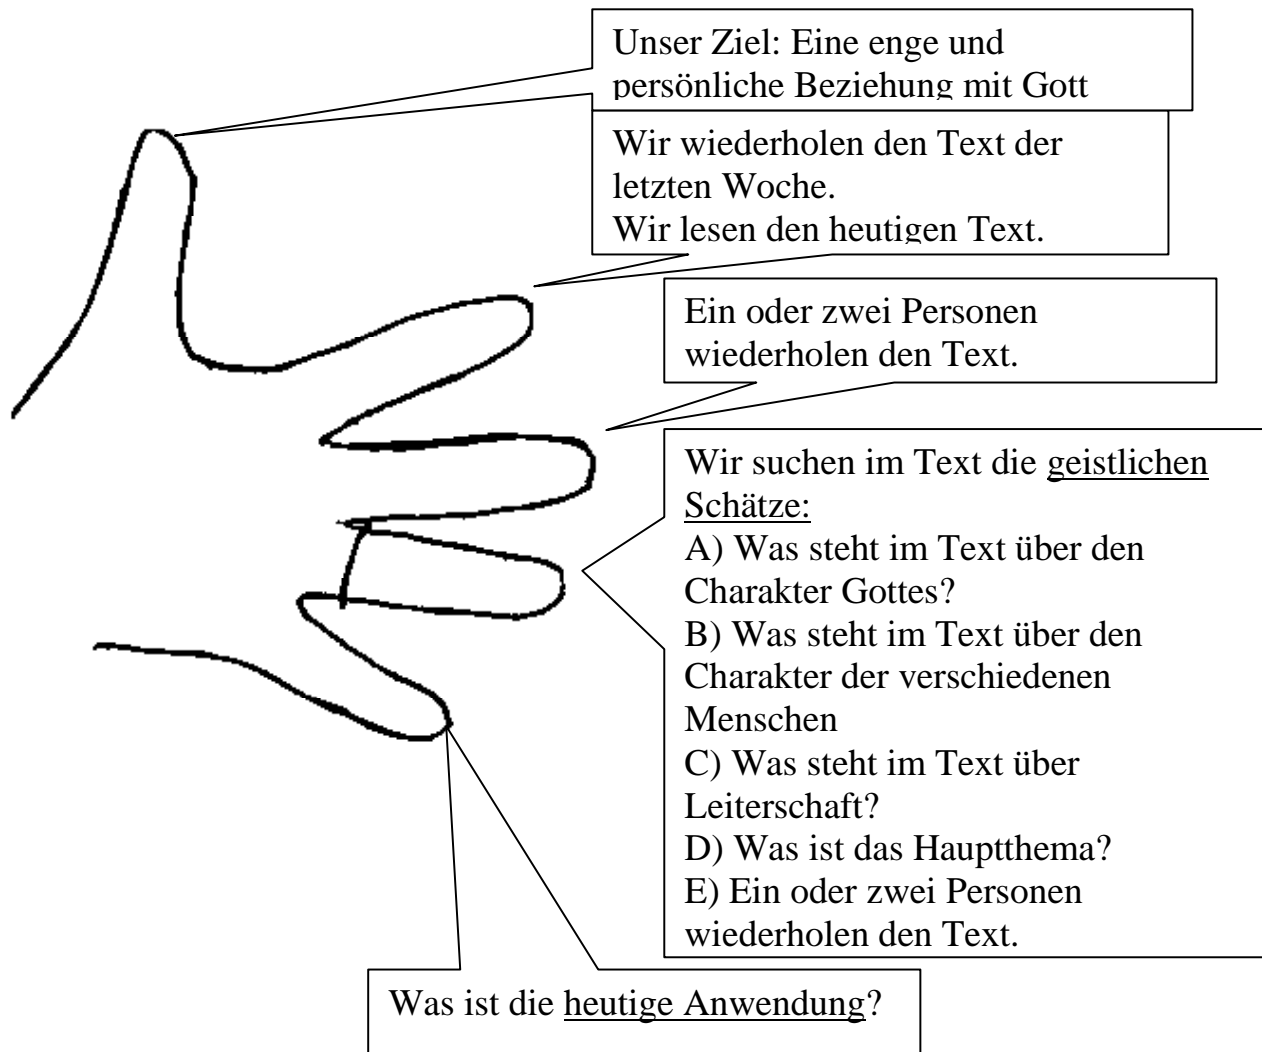 Unser Ziel: Eine enge und
persönliche Beziehung mit Gott
Wir wiederholen den Text der
letzten Woche.
Wir lesen den heutigen Text.
Ein oder zwei Personen
wiederholen den Text.
Wir suchen im Text die geistlichen
Schätze:
A) Was steht im Text über den
Charakter Gottes?
B) Was steht im Text über den
Charakter der verschiedenen
Menschen
C) Was steht im Text über
Leiterschaft?
D) Was ist das Hauptthema?
E) Ein oder zwei Personen
wiederholen den Text.
Was ist die heutige Anwendung?